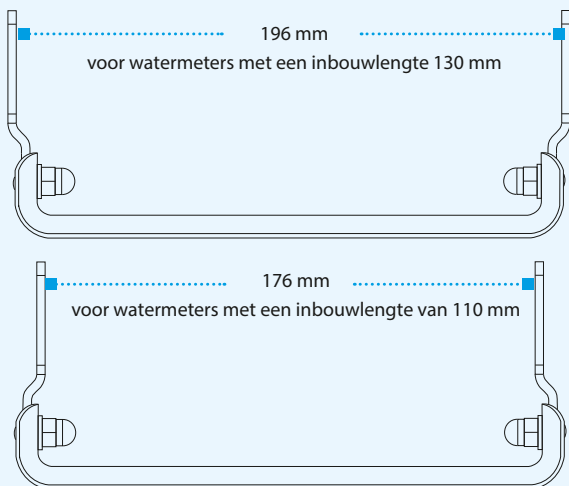 196 mm
voor watermeters met een inbouwlengte 130 mm
176 mm
voor watermeters met een inbouwlengte van 110 mm